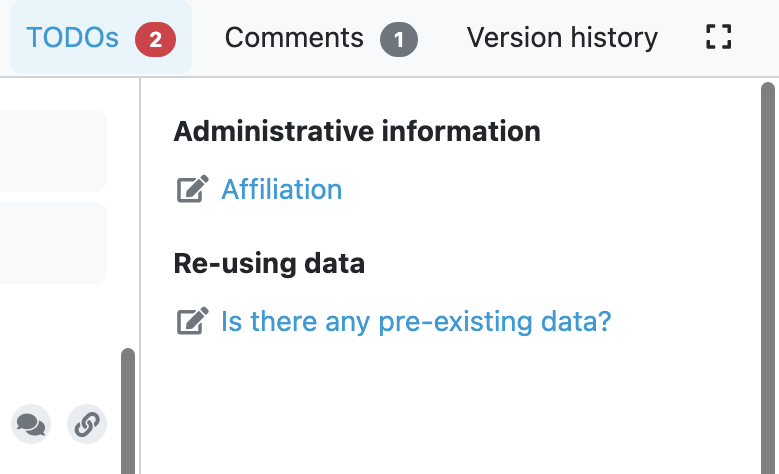 TODOs 2 Comments 1 Version history
Administrative information
Affiliation
Re-using data
Is there any pre-existing data?